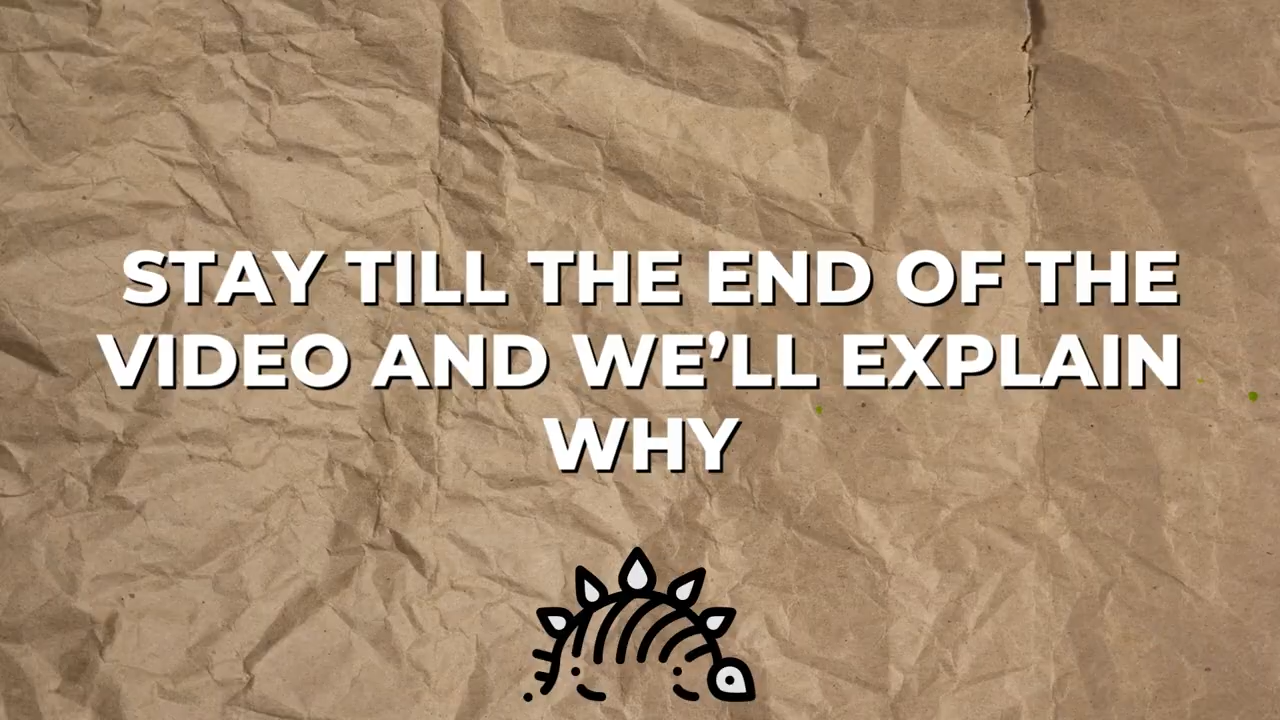 STAY TILL THE END OF THE
VIDEO AND WE’LL EXPLAIN
WHY